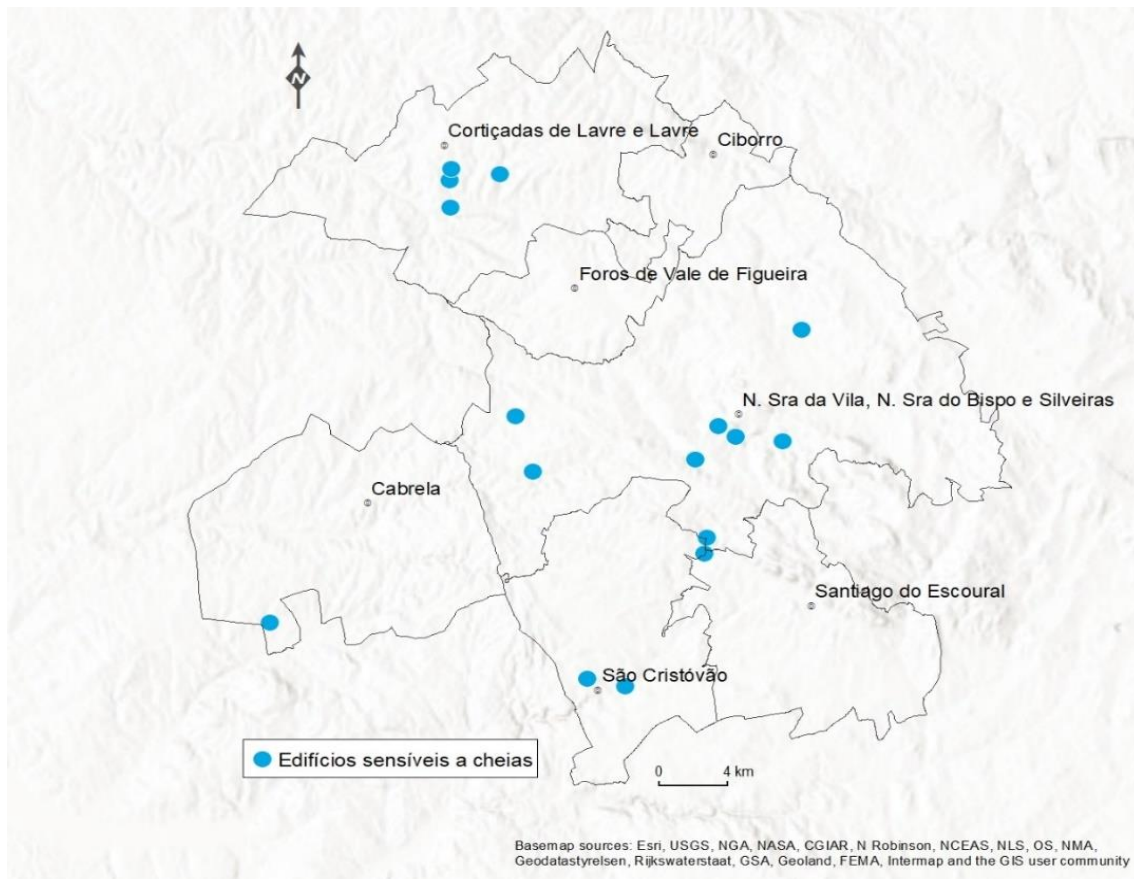 N
Cortiçadas de Lavre e Lavre
Ciborro
Foros de Vale de Figueira
N. Sra da Vila, N. Sra do Bispo e Silveiras
Cabrela
Santiago do Escoural
São Cristóvão
Edifícios sensíveis a cheias
0 4 km
Basemap sources: Esri, USGS, NGA, NASA, CGIAR, N Robinson, NCEAS, NLS, OS, NMA,
Geodatastyrelsen, Rijkswaterstaat, GSA, Geoland, FEMA, Intermap and the GIS user community